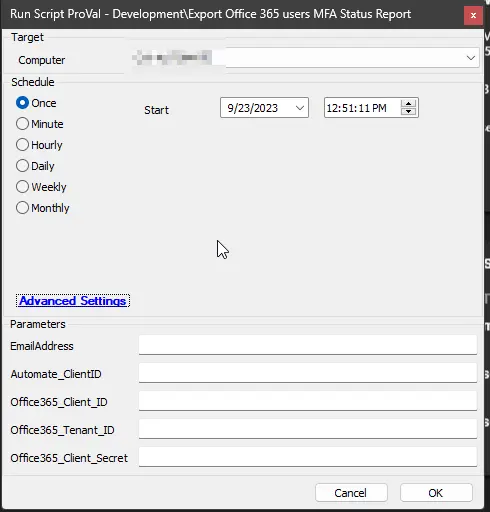 Run Script ProVal - Development\Export Office 365 users MFA Status Report
x
Target
Computer
Schedule
Once
Start
9/23/2023
12:51:11 PM
Minute
Hourly
Daily
Weekly
Monthly
Advanced Settings
Parameters
EmailAddress
Automate_ClientID
Office365_Client_ID
Office365_Tenant_ID
Office365_Client_Secret
Cancel
OK